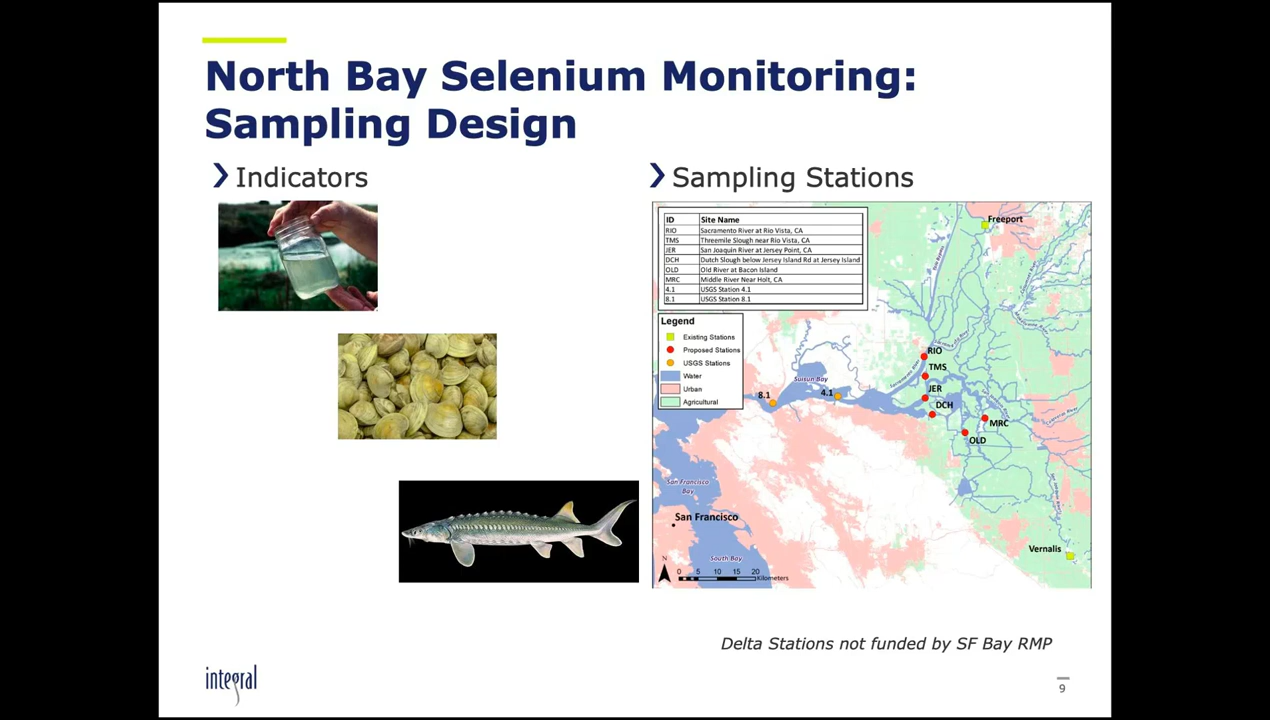 North Bay Selenium Monitoring:
Sampling Design
Indicators
Sampling Stations
ID Site Name
RIO Sacramento River at Rio Vista, CA
TMS Threemile Slough near Rio Vista, CA
JER San Joaquin River at Jersey Point, CA
DCH Dutch Slough below Jersey Island Rd at Jersey Island
OLD Old River at Bacon Island
MRC Middle River Near Holt, CA
4.1 USGS Station 4.1
8.1 USGS Station 8.1
Legend
Existing Stations
Proposed Stations
USGS Stations
Water
Urban
Agricultural
Freeport
RIO
TMS
JER
DCH
MRC
OLD
Suisun Bay
8.1
4.1
San Francisco
Bay
San Francisco
South Bay
Vernalis
N
0 5 10 15 20
Kilometers
Delta Stations not funded by SF Bay RMP
integral
9